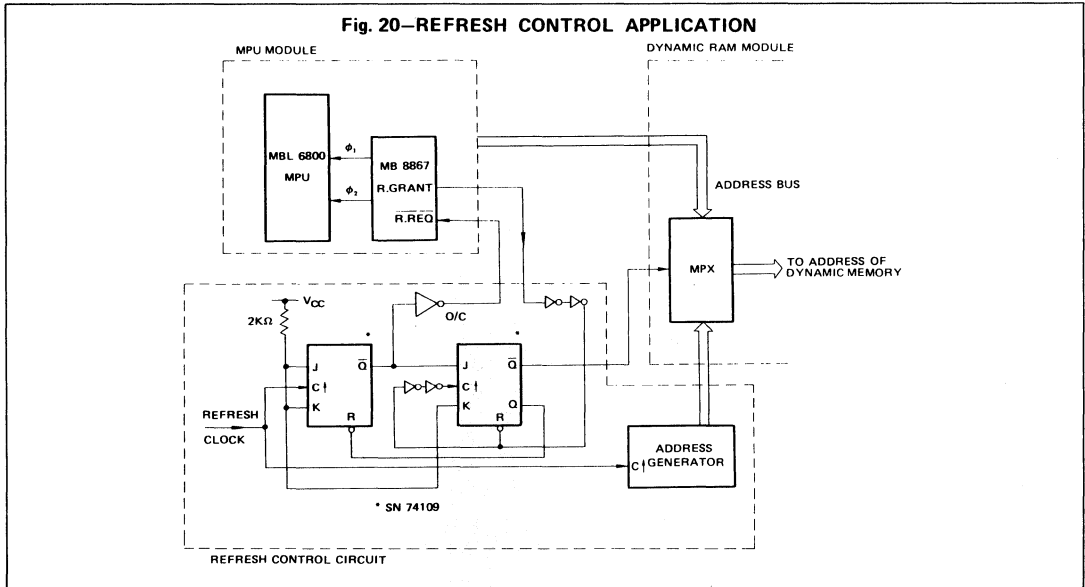 Fig. 20—REFRESH CONTROL APPLICATION
MPU MODULE
DYNAMIC RAM MODULE
MBL 6800
MPU
ϕ₁
ϕ₂
MB 8867
R.GRANT
R̅.̅R̅E̅Q̅
ADDRESS BUS
MPX
TO ADDRESS OF
DYNAMIC MEMORY
VCC
2KΩ
O/C
*
*
J
Q̅
C↑
K
R
J
Q̅
C↑
K
Q
R
REFRESH
CLOCK
ADDRESS
GENERATOR
C↑
* SN 74109
REFRESH CONTROL CIRCUIT